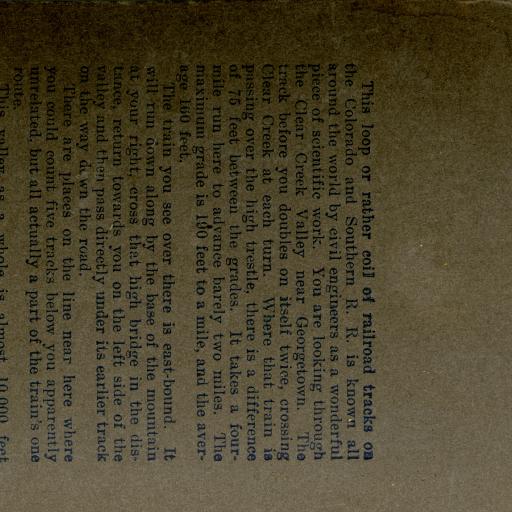 This loop or rather coil of railroad tracks on
the Colorado and Southern R. R. is known all
around the world by civil engineers as a wonderful
piece of scientific work. You are looking through
the Clear Creek Valley near Georgetown. The
track before you doubles on itself twice, crossing
Clear Creek at each turn. Where that train is
passing over the high trestle, there is a difference
of 75 feet between the grades. It takes a four-
mile run here to advance barely two miles. The
maximum grade is 190 feet to a mile, and the aver-
age 160 feet.
The train you see over there is east-bound. It
will run down along by the base of the mountain
at your right, cross that high bridge in the dis-
tance, return towards you on the left side of the
valley and then pass directly under its earlier track
on the way down the road.
There are places on the line near here where
you could count five tracks below you apparently
unrelated, but all actually a part of the train's one
route.
This valley as a whole is almost 10,000 feet